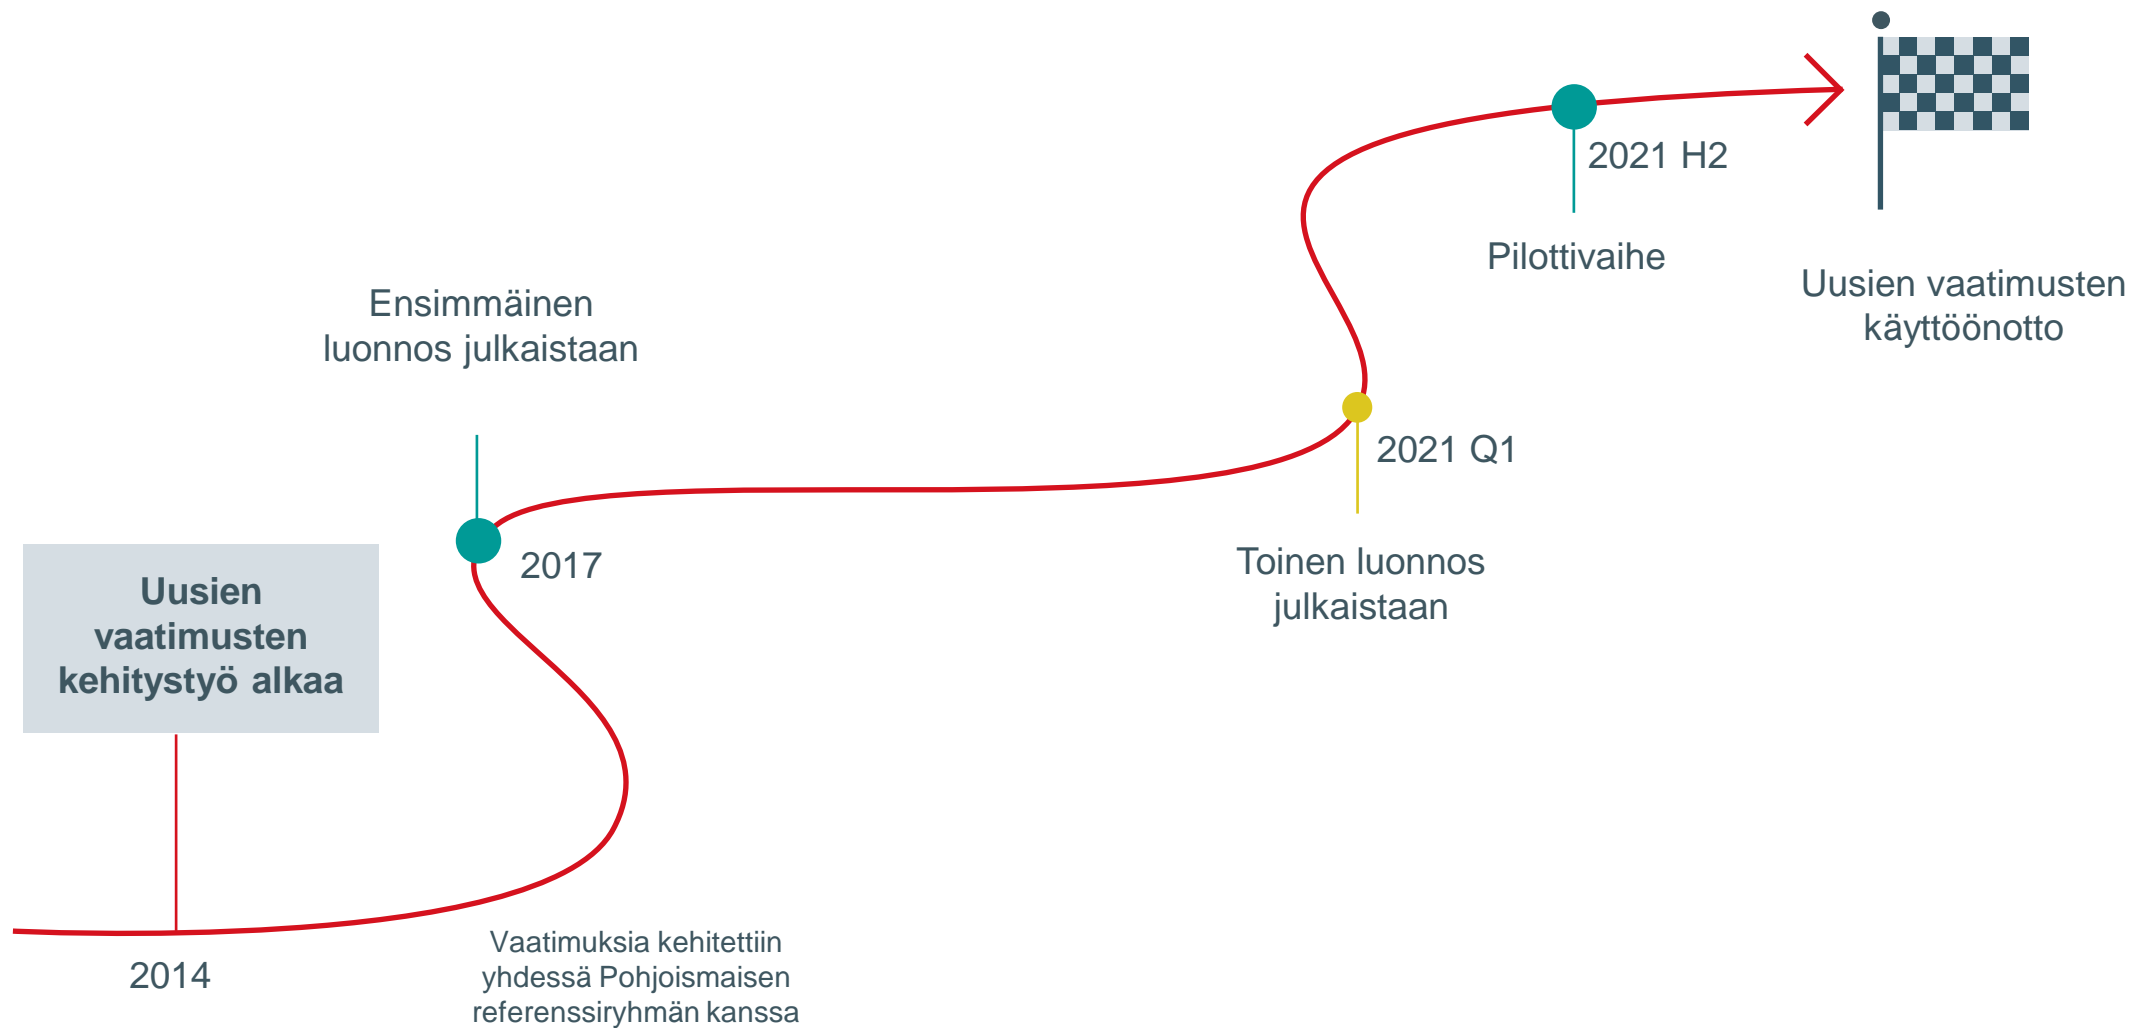 Uusien
vaatimusten
kehitystyö alkaa
2014
Vaatimuksia kehitettiin
yhdessä Pohjoismaisen
referenssiryhmän kanssa
Ensimmäinen
luonnos julkaistaan
2017
2021 Q1
Toinen luonnos
julkaistaan
2021 H2
Pilottivaihe
Uusien vaatimusten
käyttöönotto